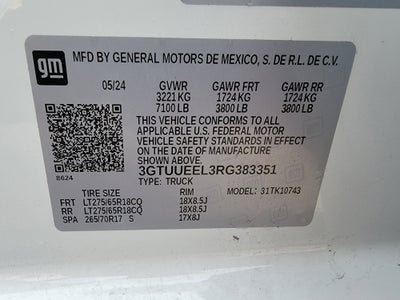 gm
MFD BY GENERAL MOTORS DE MEXICO, S. DE R.L. DE C.V.
05/24 GVWR GAWR FRT GAWR RR
3221 KG 1724 KG 1724 KG
7100 LB 3800 LB 3800 LB
THIS VEHICLE CONFORMS TO ALL
APPLICABLE U.S. FEDERAL MOTOR
VEHICLE SAFETY STANDARDS IN EFFECT
ON THE DATE OF MANUFACTURE SHOWN ABOVE.
3GTUUEEL3RG383351
8624
TYPE: TRUCK
MODEL: 31TK10743
TIRE SIZE RIM
FRT LT275/65R18CQ 18X8.5J
RR LT275/65R18CQ 18X8.5J
SPA 265/70R17 S 17X8J